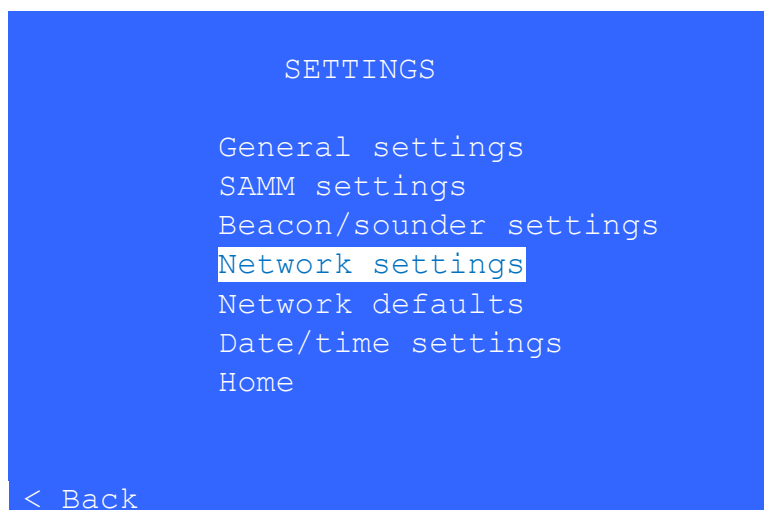 SETTINGS
General settings
SAMM settings
Beacon/sounder settings
Network settings
Network defaults
Date/time settings
Home
< Back